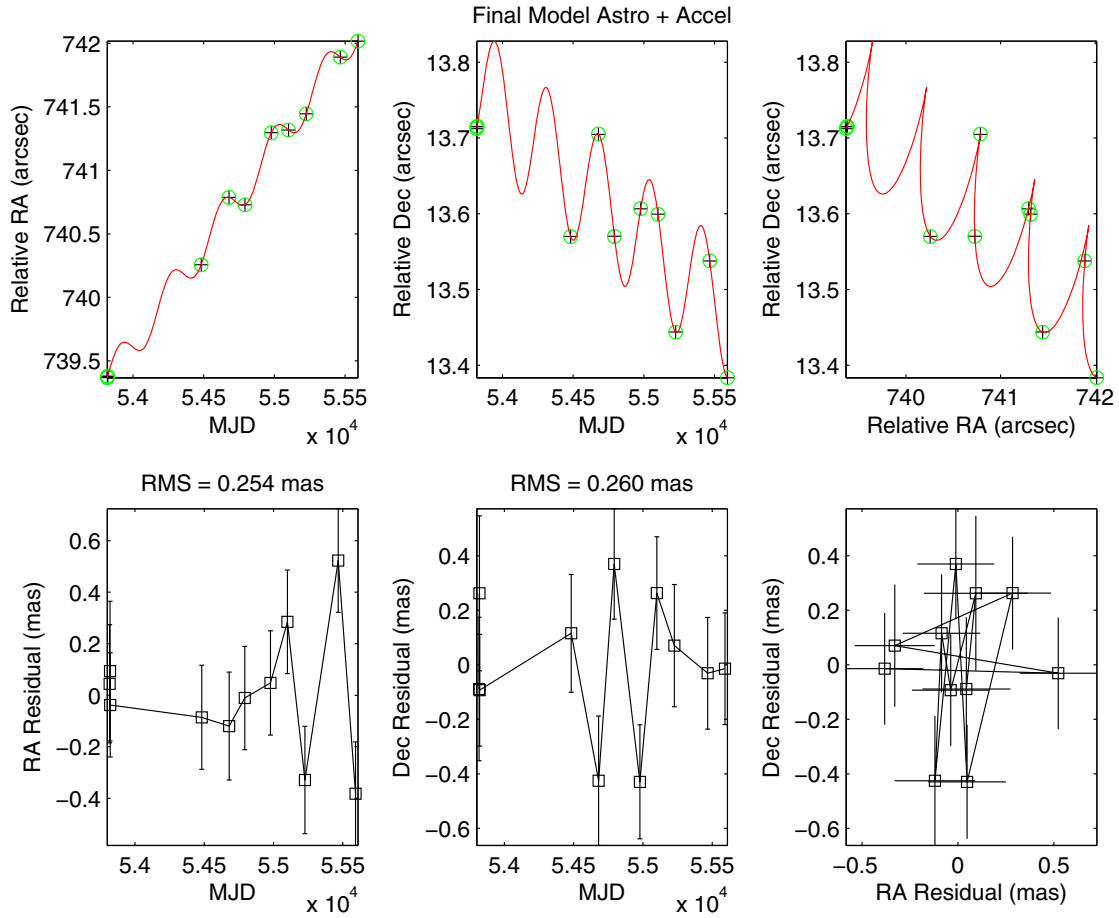 Final Model Astro + Accel
742
741.5
741
740.5
740
739.5
Relative RA (arcsec)
5.4 5.45 5.5 5.55
MJD
x 10^4
13.8
13.7
13.6
13.5
13.4
Relative Dec (arcsec)
5.4 5.45 5.5 5.55
MJD
x 10^4
13.8
13.7
13.6
13.5
13.4
Relative Dec (arcsec)
740 741 742
Relative RA (arcsec)
RMS = 0.254 mas
0.6
0.4
0.2
0
−0.2
−0.4
RA Residual (mas)
5.4 5.45 5.5 5.55
MJD
x 10^4
RMS = 0.260 mas
0.4
0.2
0
−0.2
−0.4
−0.6
Dec Residual (mas)
5.4 5.45 5.5 5.55
MJD
x 10^4
0.4
0.2
0
−0.2
−0.4
−0.6
Dec Residual (mas)
−0.5 0 0.5
RA Residual (mas)